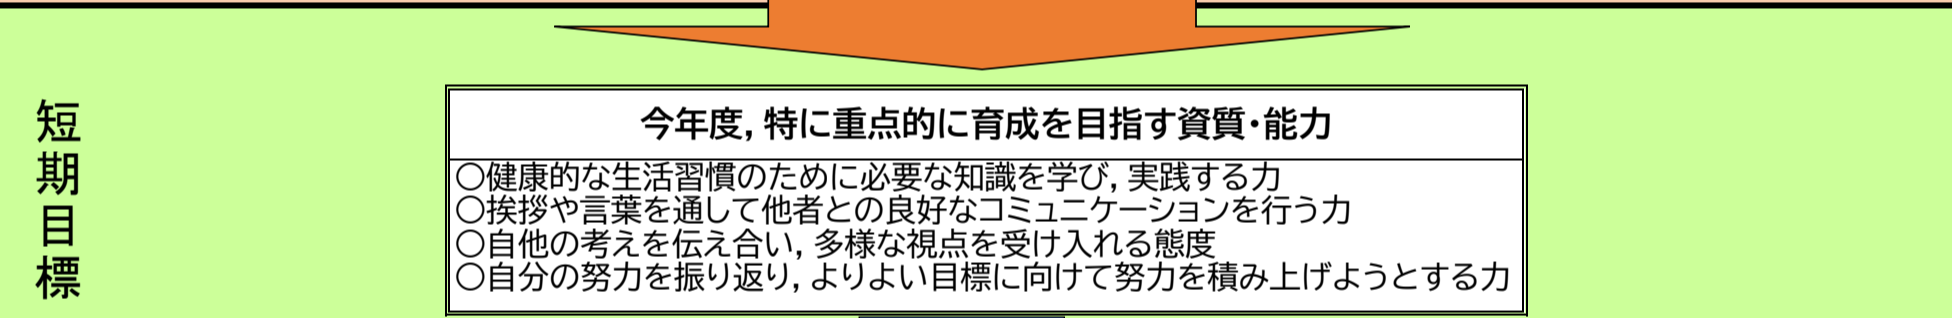 短期目標
今年度，特に重点的に育成を目指す資質・能力
〇健康的な生活習慣のために必要な知識を学び，実践する力
〇挨拶や言葉を通して他者との良好なコミュニケーションを行う力
〇自他の考えを伝え合い，多様な視点を受け入れる態度
〇自分の努力を振り返り，よりよい目標に向けて努力を積み上げようとする力